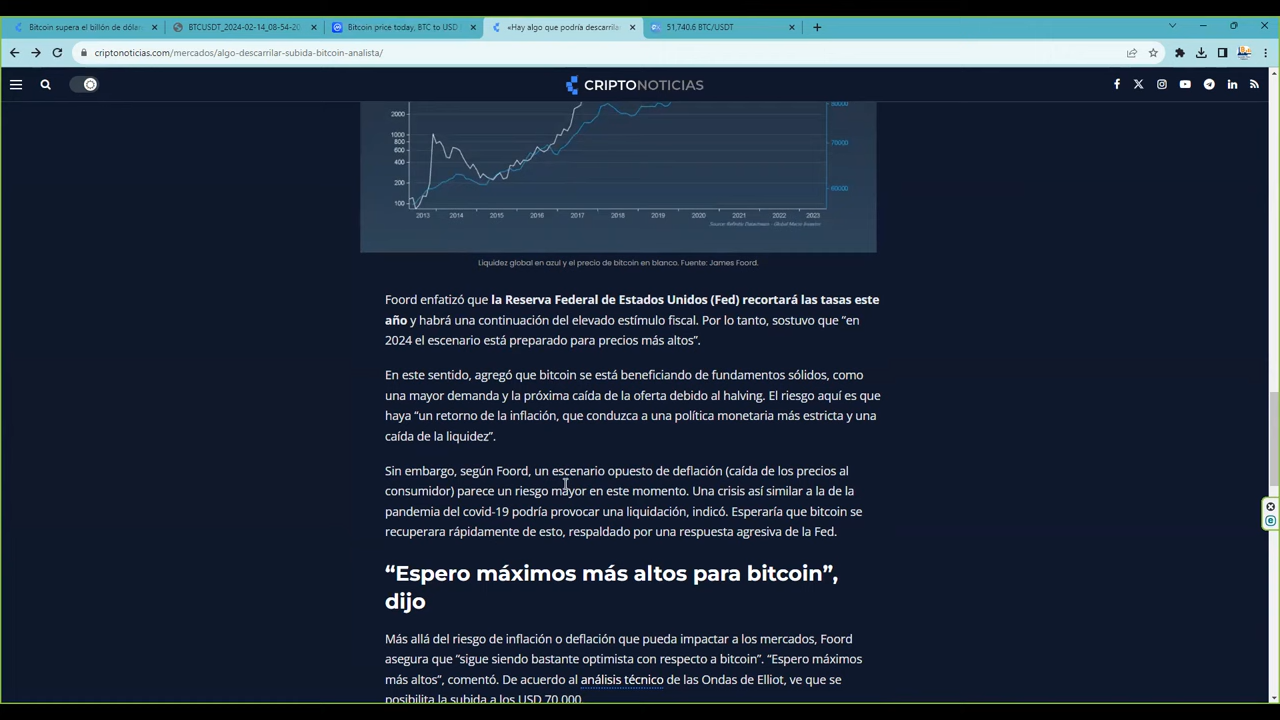 Bitcoin supera el billón de dólas
BTCUSDT_2024-02-14_08-54-20
Bitcoin price today, BTC to USD
«Hay algo que podría descarrilar
51,740.6 BTC/USDT
criptonoticias.com/mercados/algo-descarrilar-subida-bitcoin-analista/
CRIPTONOTICIAS
2000
1000
800
600
400
200
100
80000
70000
60000
2013 2014 2015 2016 2017 2018 2019 2020 2021 2022 2023
Liquidez global en azul y el precio de bitcoin en blanco. Fuente: James Foord.
Foord enfatizó que la Reserva Federal de Estados Unidos (Fed) recortará las tasas este
año y habrá una continuación del elevado estímulo fiscal. Por lo tanto, sostuvo que “en
2024 el escenario está preparado para precios más altos”.
En este sentido, agregó que bitcoin se está beneficiando de fundamentos sólidos, como
una mayor demanda y la próxima caída de la oferta debido al halving. El riesgo aquí es que
haya “un retorno de la inflación, que conduzca a una política monetaria más estricta y una
caída de la liquidez”.
Sin embargo, según Foord, un escenario opuesto de deflación (caída de los precios al
consumidor) parece un riesgo mayor en este momento. Una crisis así similar a la de la
pandemia del covid-19 podría provocar una liquidación, indicó. Esperaría que bitcoin se
recuperara rápidamente de esto, respaldado por una respuesta agresiva de la Fed.
“Espero máximos más altos para bitcoin”,
dijo
Más allá del riesgo de inflación o deflación que pueda impactar a los mercados, Foord
asegura que “sigue siendo bastante optimista con respecto a bitcoin”. “Espero máximos
más altos”, comentó. De acuerdo al análisis técnico de las Ondas de Elliot, ve que se
posibilita la subida a los USD 70.000.